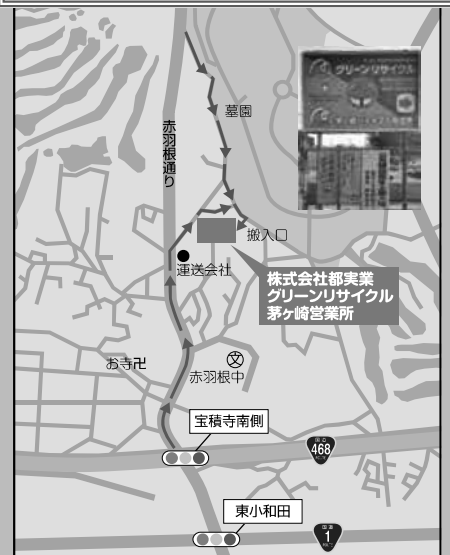 グリーンリサイクル
墓園
赤羽根通り
搬入口
運送会社
株式会社都実業
グリーンリサイクル
茅ヶ崎営業所
お寺卍
文
赤羽根中
宝積寺南側
468
東小和田
1